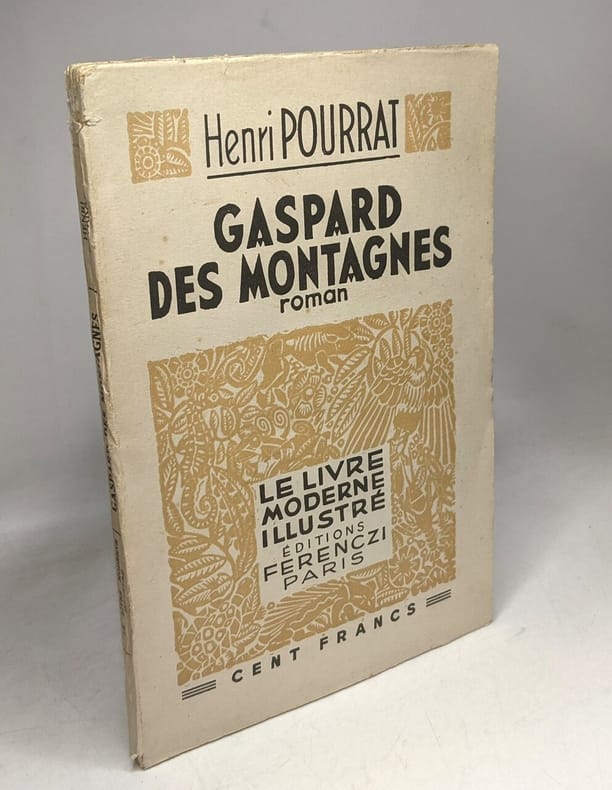 Henri POURRAT
GASPARD
DES MONTAGNES
roman
LE LIVRE
MODERNE
ILLUSTRÉ
ÉDITIONS
FERENCZI
PARIS
CENT FRANCS